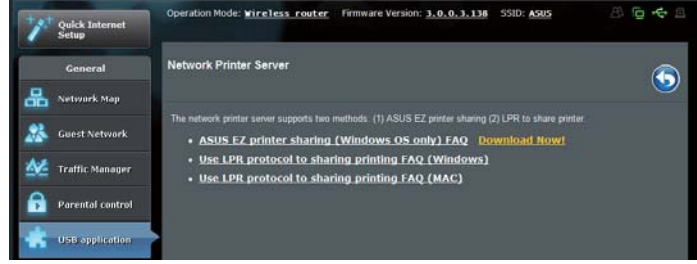 Operation Mode: Wireless router Firmware Version: 3.0.0.3.138 SSID: ASUS
Quick Internet
Setup
General
Network Map
Guest Network
Traffic Manager
Parental control
USB application
Network Printer Server
The network printer server supports two methods: (1) ASUS EZ printer sharing (2) LPR to share printer.
ASUS EZ printer sharing (Windows OS only) FAQ Download Now!
Use LPR protocol to sharing printing FAQ (Windows)
Use LPR protocol to sharing printing FAQ (MAC)